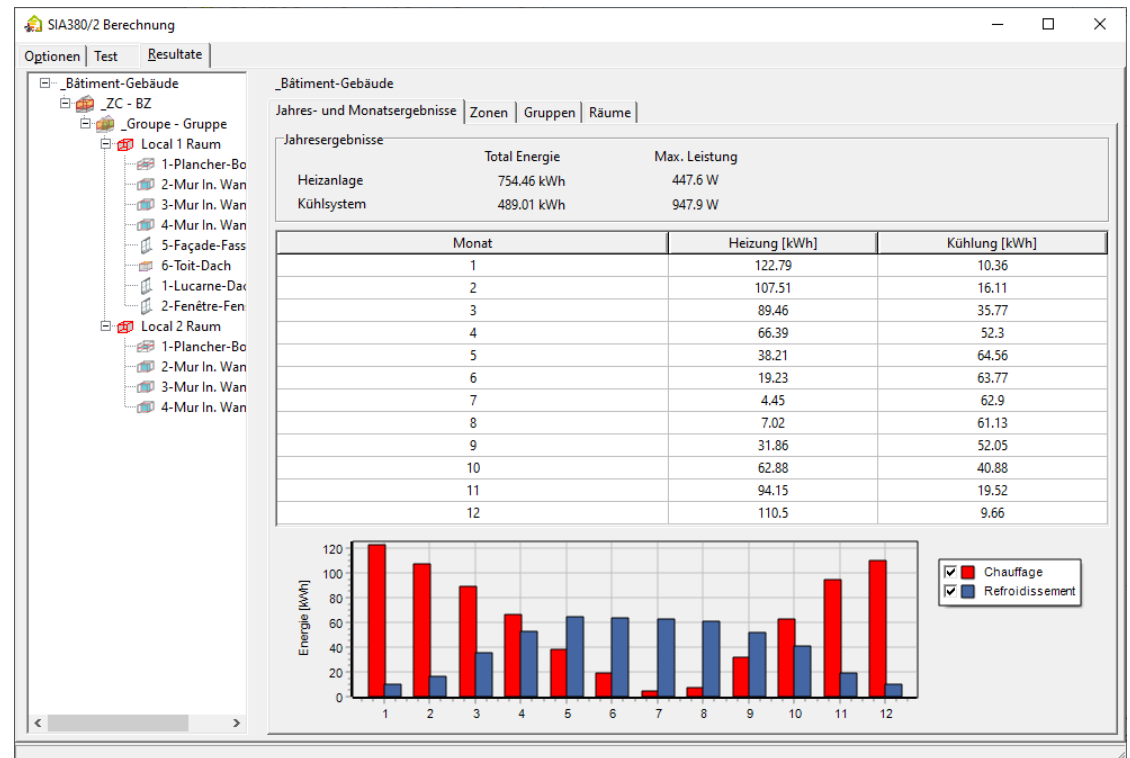 SIA380/2 Berechnung
Optionen Test Resultate
_Bâtiment-Gebäude
_ZC - BZ
_Groupe - Gruppe
Local 1 Raum
1-Plancher-Bo
2-Mur In. Wan
3-Mur In. Wan
4-Mur In. Wan
5-Façade-Fass
6-Toit-Dach
1-Lucarne-Dac
2-Fenêtre-Fen
Local 2 Raum
1-Plancher-Bo
2-Mur In. Wan
3-Mur In. Wan
4-Mur In. Wan
_Bâtiment-Gebäude
Jahres- und Monatsergebnisse Zonen Gruppen Räume
Jahresergebnisse
Total Energie Max. Leistung
Heizanlage 754.46 kWh 447.6 W
Kühlsystem 489.01 kWh 947.9 W
Monat Heizung [kWh] Kühlung [kWh]
1 122.79 10.36
2 107.51 16.11
3 89.46 35.77
4 66.39 52.3
5 38.21 64.56
6 19.23 63.77
7 4.45 62.9
8 7.02 61.13
9 31.86 52.05
10 62.88 40.88
11 94.15 19.52
12 110.5 9.66
Energie [kWh]
120
100
80
60
40
20
0
1 2 3 4 5 6 7 8 9 10 11 12
Chauffage
Refroidissement